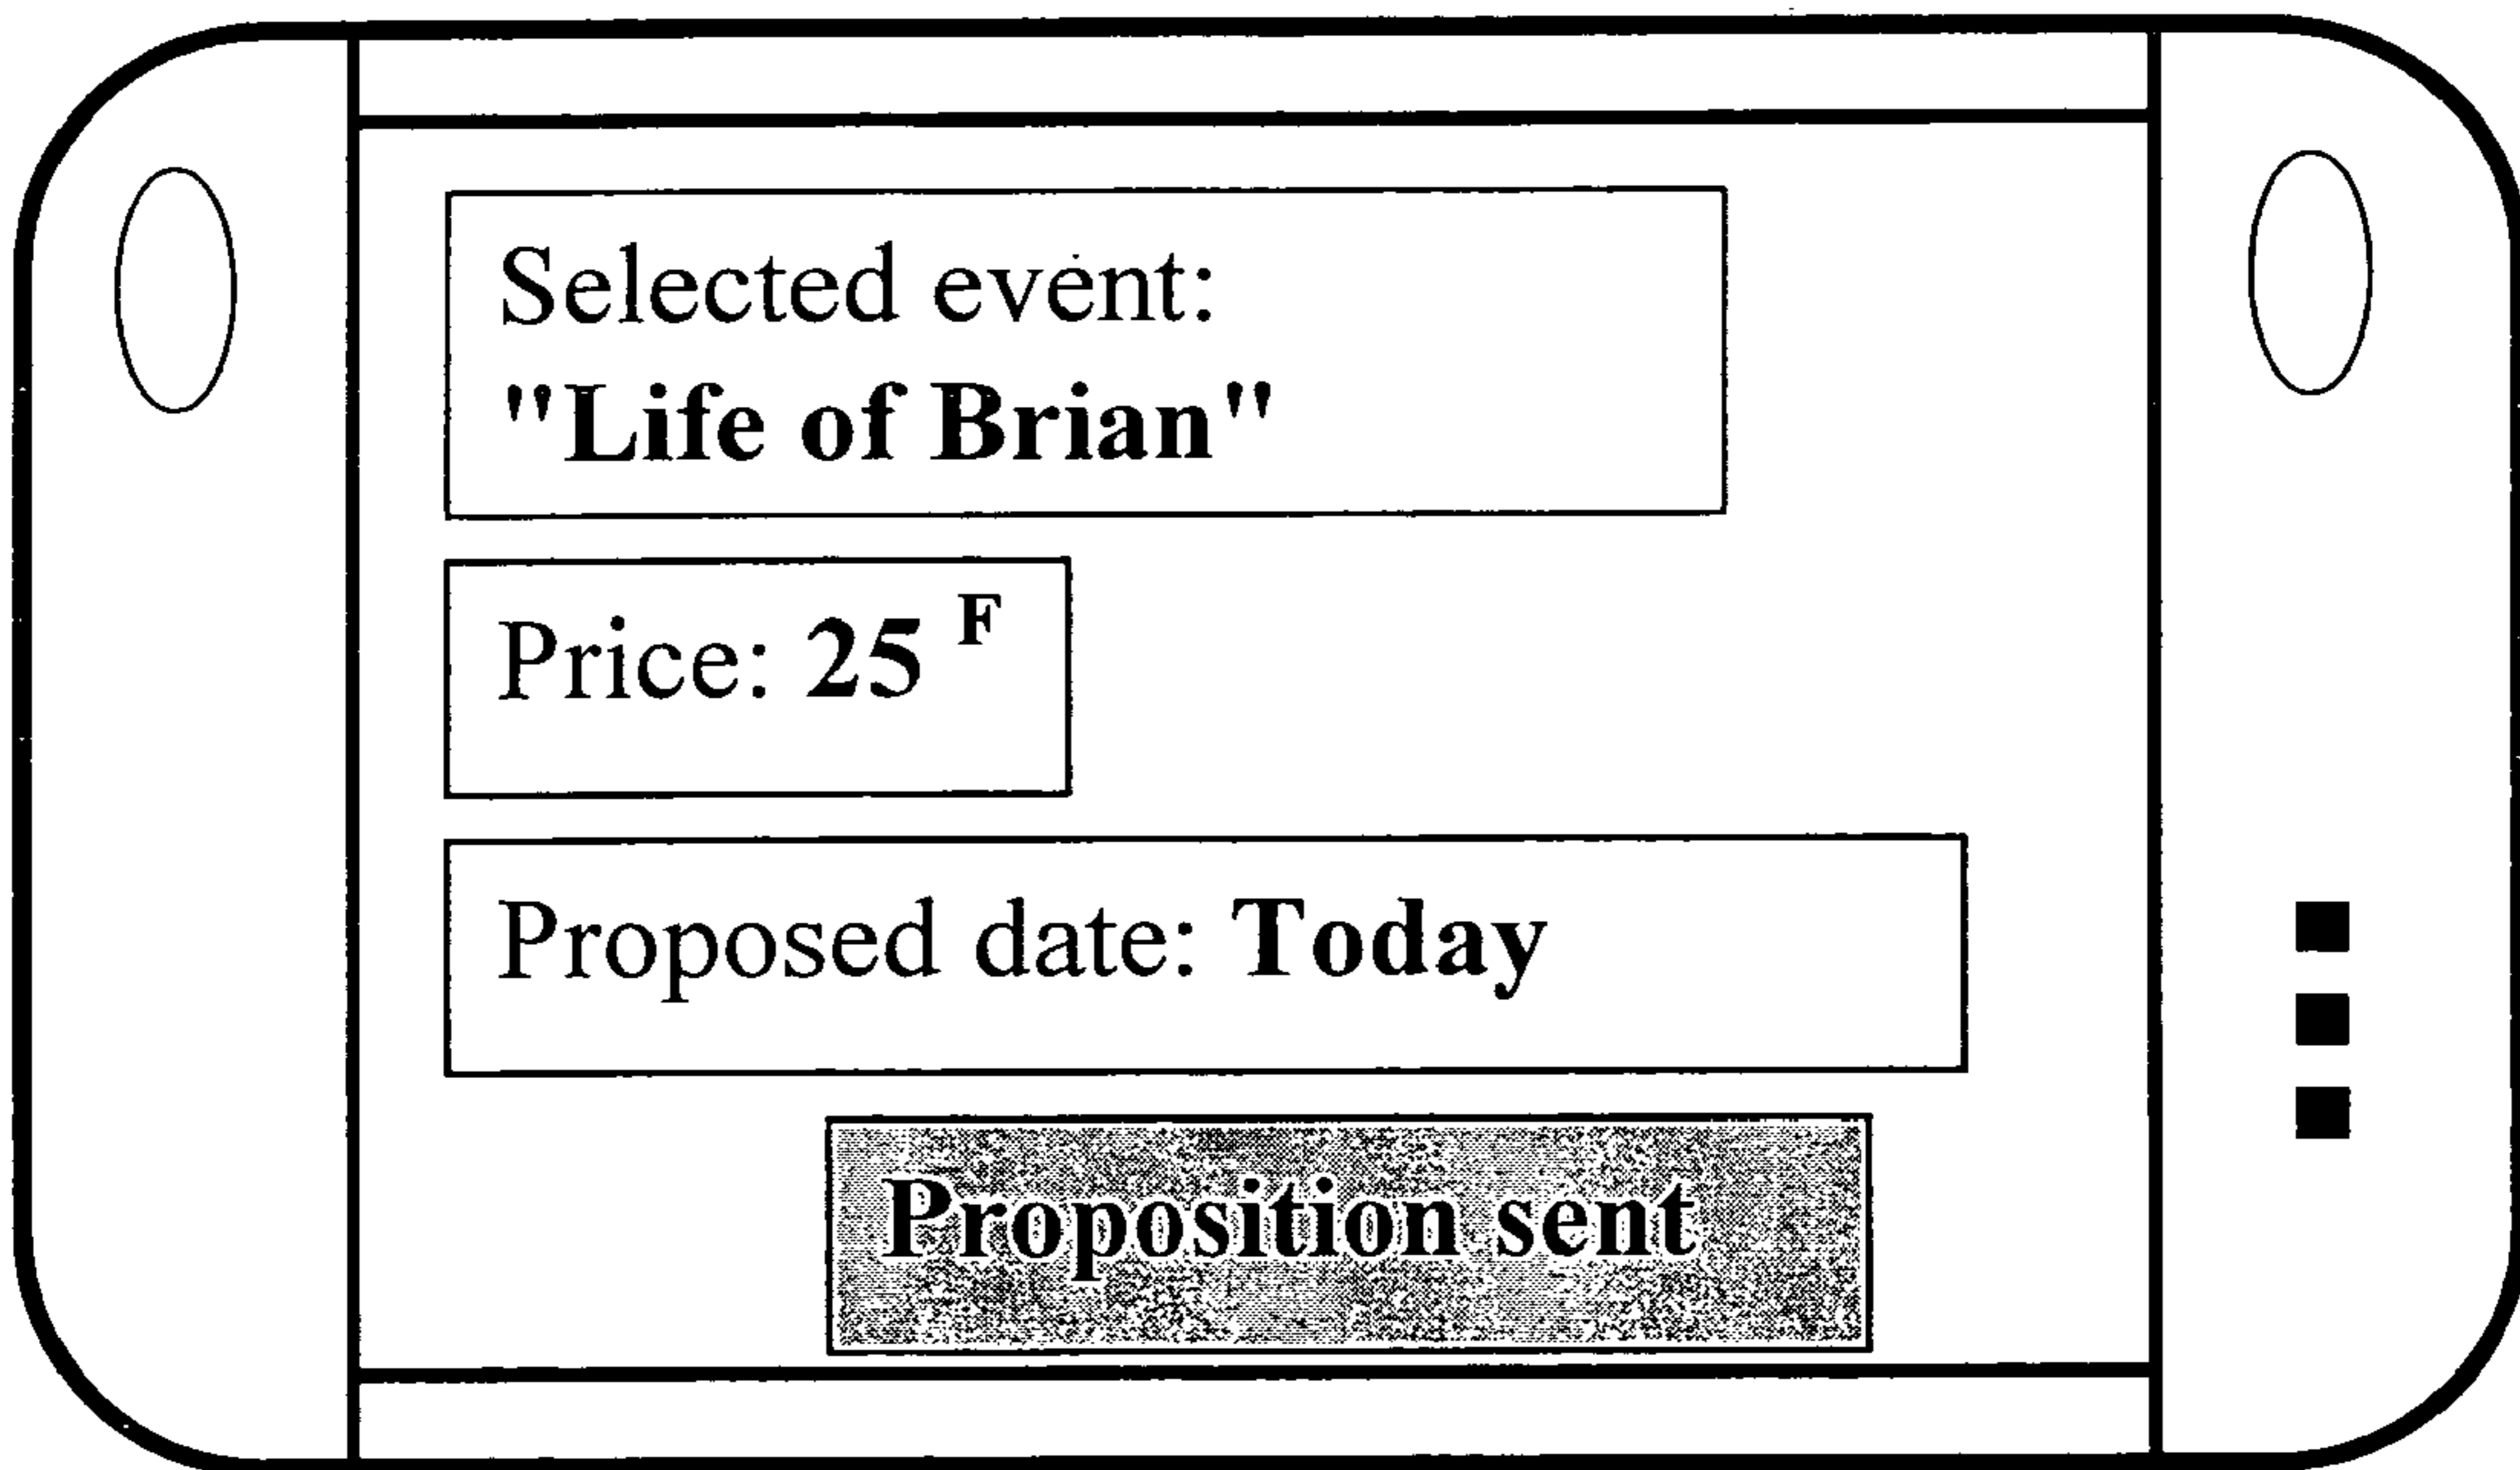 Selected event:
"Life of Brian"
Price: 25 F
Proposed date: Today
Proposition sent